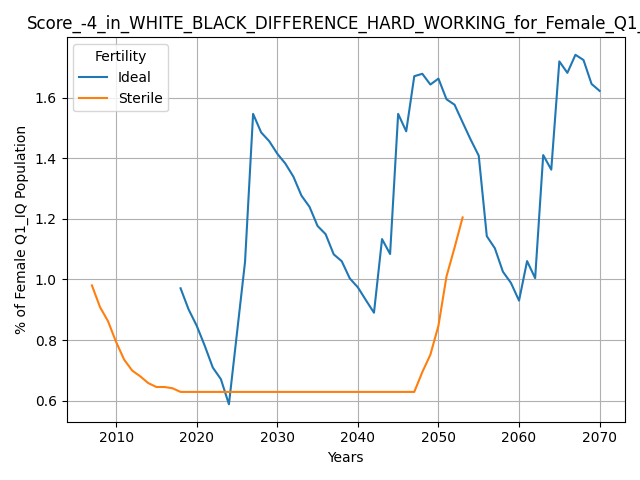 Score_-4_in_WHITE_BLACK_DIFFERENCE_HARD_WORKING_for_Female_Q1_
Fertility
Ideal
Sterile
% of Female Q1_IQ Population
1.6
1.4
1.2
1.0
0.8
0.6
2010 2020 2030 2040 2050 2060 2070
Years